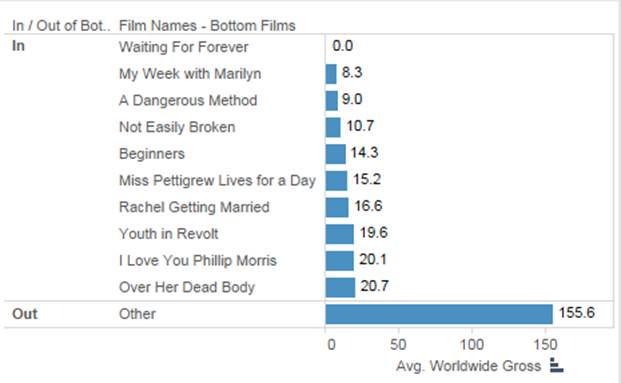 In / Out of Bot.. Film Names - Bottom Films
In Waiting For Forever 0.0
My Week with Marilyn 8.3
A Dangerous Method 9.0
Not Easily Broken 10.7
Beginners 14.3
Miss Pettigrew Lives for a Day 15.2
Rachel Getting Married 16.6
Youth in Revolt 19.6
I Love You Phillip Morris 20.1
Over Her Dead Body 20.7
Out Other 155.6
0 50 100 150
Avg. Worldwide Gross